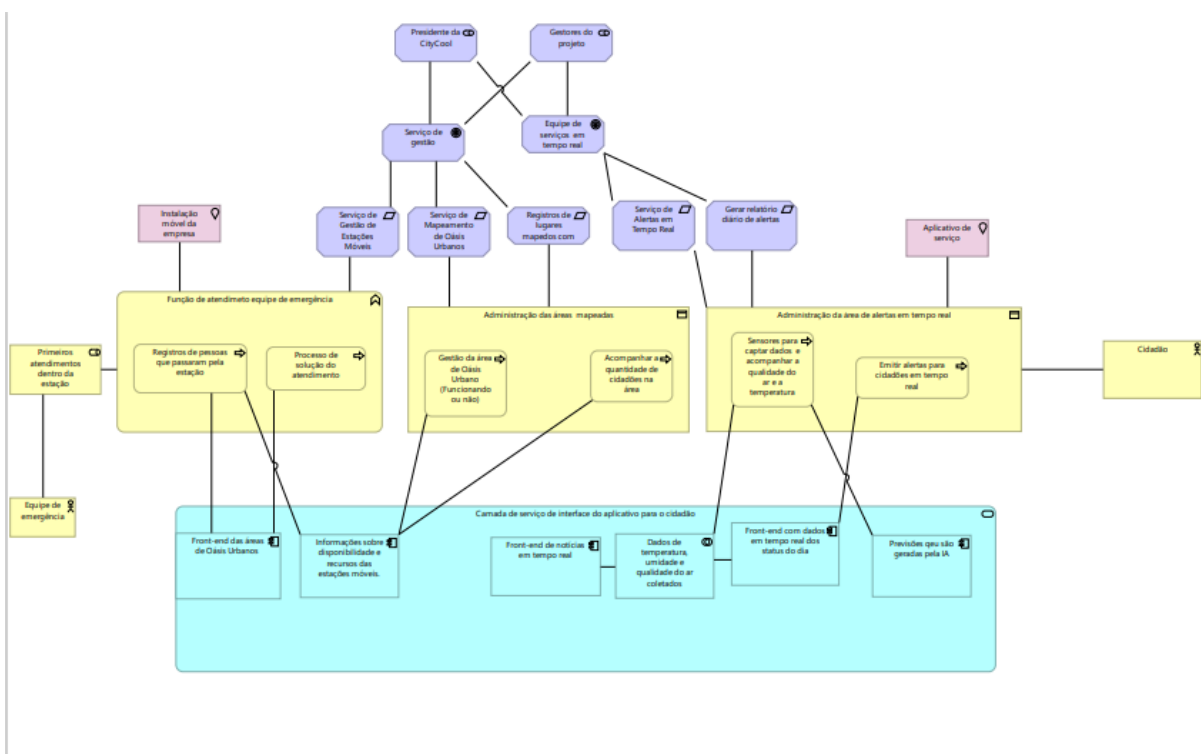 Presidente da
CityCool
Gestores do
projeto
Serviço de
gestão
Equipe de
serviços em
tempo real
Instalação
móvel da
empresa
Serviço de
Gestão de
Estações
Móveis
Serviço de
Mapeamento
de Oásis
Urbanos
Registros de
lugares
mapedos com
Serviço de
Alertas em
Tempo Real
Gerar relatório
diário de alertas
Aplicativo de
serviço
Função de atendimeto equipe de emergência
Administração das áreas mapeadas
Administração da área de alertas em tempo real
Primeiros
atendimentos
dentro da
estação
Registros de pessoas
que passaram pela
estação
Processo de
solução do
atendimento
Gestão da área
de Oásis
Urbano
(Funcionando
ou não)
Acompanhar a
quantidade de
cidadões na
área
Sensores para
captar dados e
acompanhar a
qualidade do
ar e a
temperatura
Emitir alertas para
cidadões em tempo
real
Cidadão
Equipe de
emergência
Camada de serviço de interface do aplicativo para o cidadão
Front-end das áreas
de Oásis Urbanos
Informações sobre
disponibilidade e
recursos das
estações móveis.
Front-end de notícias
em tempo real
Dados de
temperatura,
umidade e
qualidade do ar
coletados
Front-end com dados
em tempo real dos
status do dia
Previsões qeu são
geradas pela IA